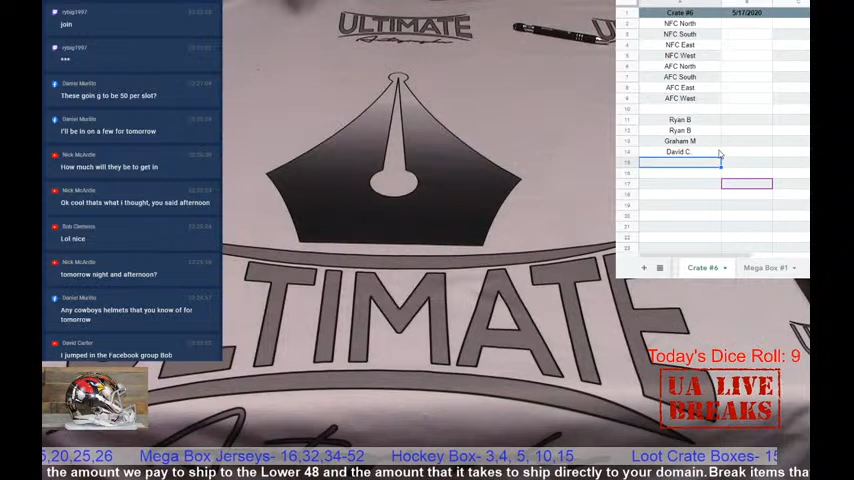 rybig1997
join
rybig1997
***
Daniel Murillo
These goin g to be 50 per slot?
Daniel Murillo
I'll be in on a few for tomorrow
Nick McArdle
How much will they be to get in
Nick McArdle
Ok cool thats what i thought, you said afternoon
Bob Clemens
Lol nice
Nick McArdle
tomorrow night and afternoon?
Daniel Murillo
Any cowboys helmets that you know of for
tomorrow
David Carter
I jumped in the Facebook group Bob
ULTIMATE
ULTIMATE
Crate #6 5/17/2020
NFC North
NFC South
NFC East
NFC West
AFC North
AFC South
AFC East
AFC West
Ryan B
Ryan B
Graham M
David C.
Crate #6
Mega Box #1
Today's Dice Roll: 9
UA LIVE
BREAKS
5,20,25,26 Mega Box Jerseys- 16,32,34-52 Hockey Box- 3,4, 5, 10,15 Loot Crate Boxes- 15
the amount we pay to ship to the Lower 48 and the amount that it takes to ship directly to your domain.Break items tha